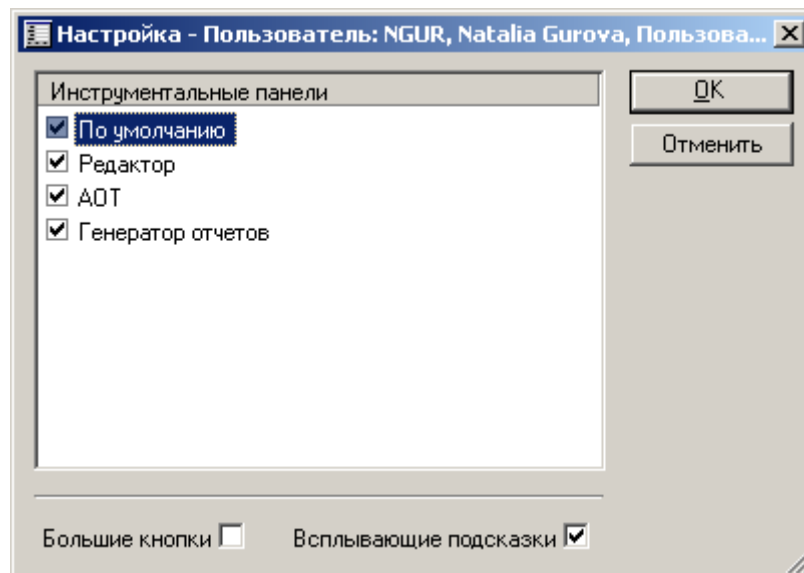 Настройка - Пользователь: NGUR, Natalia Gurova, Пользова...
Инструментальные панели
По умолчанию
Редактор
АОТ
Генератор отчетов
OK
Отменить
Большие кнопки
Всплывающие подсказки